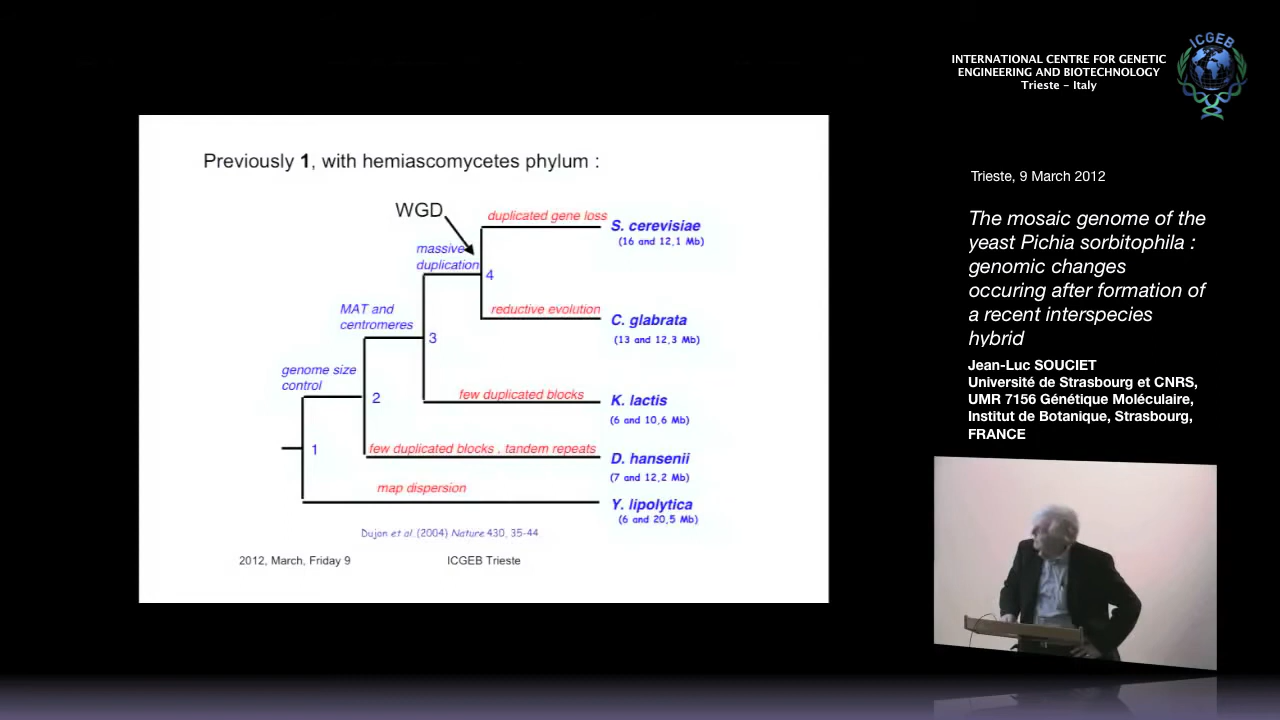 INTERNATIONAL CENTRE FOR GENETIC
ENGINEERING AND BIOTECHNOLOGY
Trieste - Italy
ICGEB
Trieste, 9 March 2012
The mosaic genome of the
yeast Pichia sorbitophila :
genomic changes
occuring after formation of
a recent interspecies
hybrid
Jean-Luc SOUCIET
Université de Strasbourg et CNRS,
UMR 7156 Génétique Moléculaire,
Institut de Botanique, Strasbourg,
FRANCE
Previously 1, with hemiascomycetes phylum :
WGD
duplicated gene loss
S. cerevisiae
(16 and 12,1 Mb)
massive
duplication
4
MAT and
centromeres
reductive evolution
C. glabrata
(13 and 12,3 Mb)
3
genome size
control
2
few duplicated blocks
K. lactis
(6 and 10,6 Mb)
1
few duplicated blocks , tandem repeats
D. hansenii
(7 and 12,2 Mb)
map dispersion
Y. lipolytica
(6 and 20,5 Mb)
Dujon et al.(2004) Nature 430, 35-44
2012, March, Friday 9
ICGEB Trieste